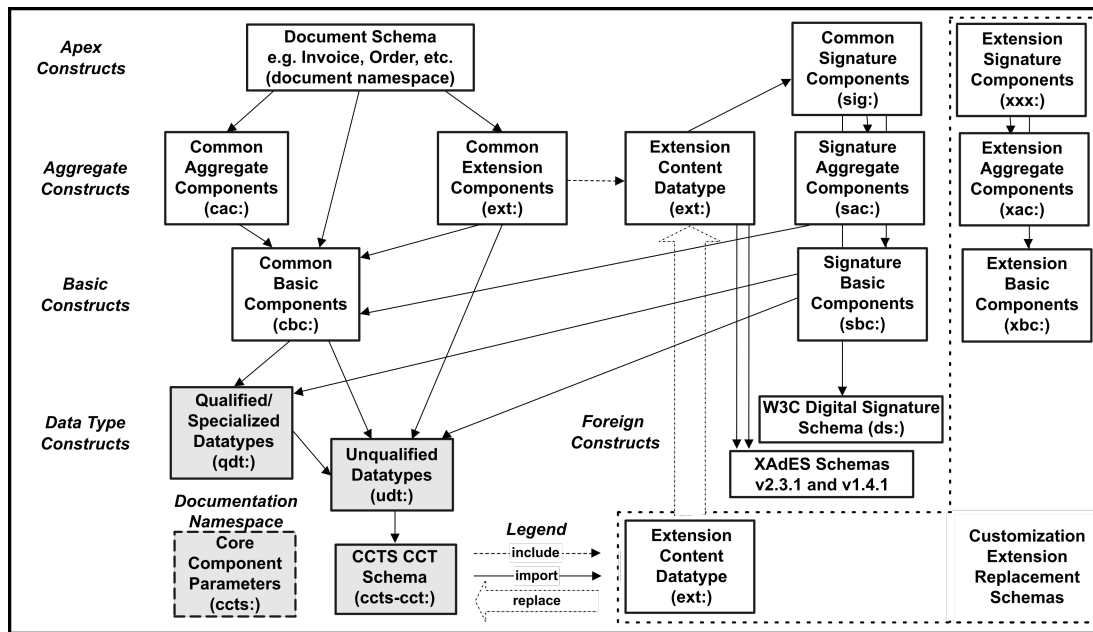 Apex
Constructs
Document Schema
e.g. Invoice, Order, etc.
(document namespace)
Common
Signature
Components
(sig:)
Extension
Signature
Components
(xxx:)
Aggregate
Constructs
Common
Aggregate
Components
(cac:)
Common
Extension
Components
(ext:)
Extension
Content
Datatype
(ext:)
Signature
Aggregate
Components
(sac:)
Extension
Aggregate
Components
(xac:)
Basic
Constructs
Common
Basic
Components
(cbc:)
Signature
Basic
Components
(sbc:)
Extension
Basic
Components
(xbc:)
Data Type
Constructs
Qualified/
Specialized
Datatypes
(qdt:)
Unqualified
Datatypes
(udt:)
Foreign
Constructs
W3C Digital Signature
Schema (ds:)
XAdES Schemas
v2.3.1 and v1.4.1
Documentation
Namespace
Core
Component
Parameters
(ccts:)
CCTS CCT
Schema
(ccts-cct:)
Legend
include
import
replace
Extension
Content
Datatype
(ext:)
Customization
Extension
Replacement
Schemas